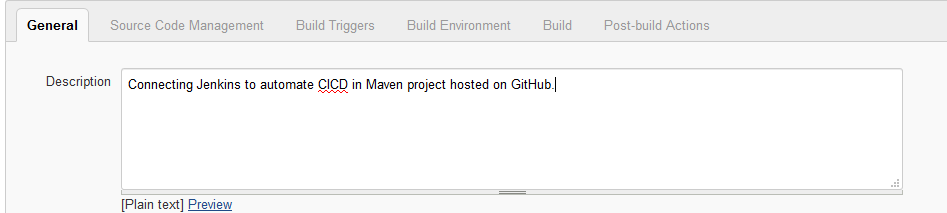 General Source Code Management Build Triggers Build Environment Build Post-build Actions
Description Connecting Jenkins to automate CICD in Maven project hosted on GitHub.
[Plain text] Preview